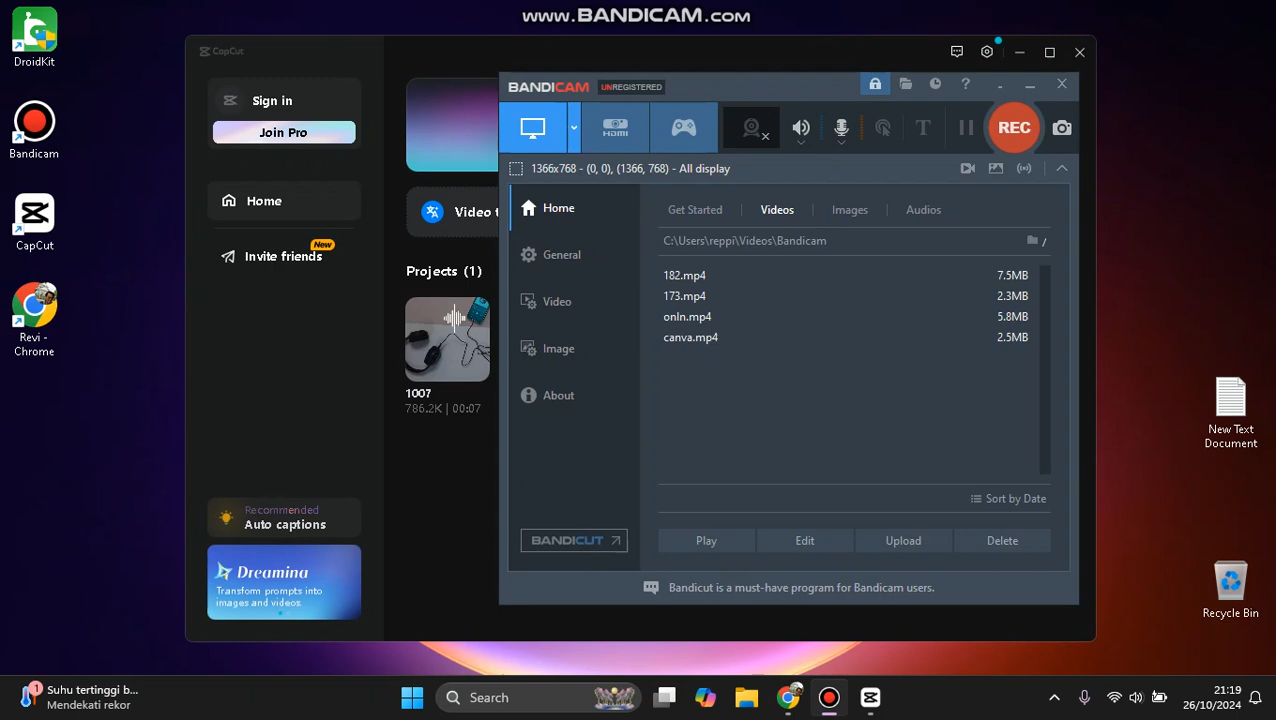 www.BANDICAM.com
DroidKit
Bandicam
CapCut
Revi -
Chrome
CapCut
Sign in
Join Pro
Home
Invite friends
New
Recommended
Auto captions
Dreamina
Transform prompts into
images and videos.
Video t
Projects (1)
1007
786.2K | 00:07
BANDICAM UNREGISTERED
HDMI
T
REC
1366x768 - (0, 0), (1366, 768) - All display
Home
General
Video
Image
About
BANDICUT
Get Started
Videos
Images
Audios
C:\Users\reppi\Videos\Bandicam
/
182.mp4 7.5MB
173.mp4 2.3MB
onln.mp4 5.8MB
canva.mp4 2.5MB
Sort by Date
Play
Edit
Upload
Delete
Bandicut is a must-have program for Bandicam users.
New Text
Document
Recycle Bin
1
Suhu tertinggi b...
Mendekati rekor
Search
21:19
26/10/2024